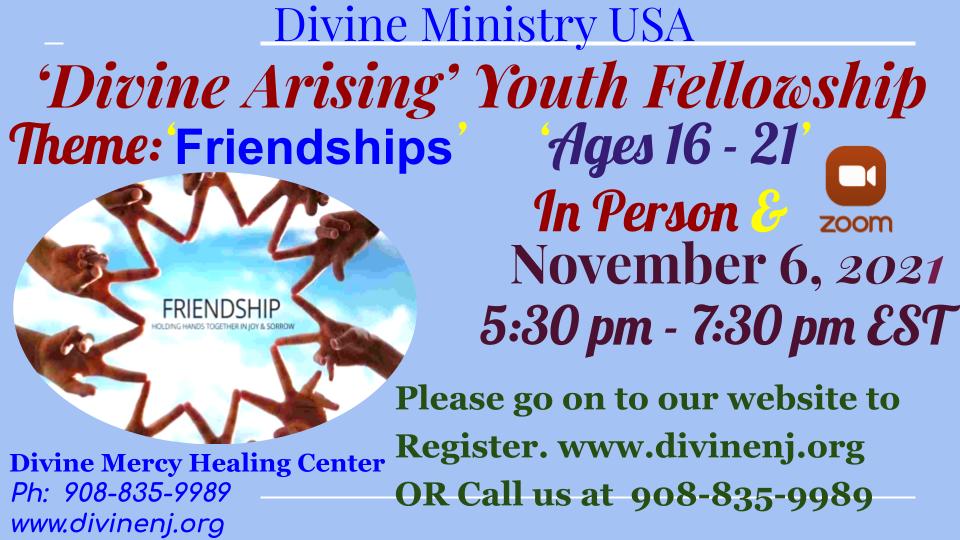 Divine Ministry USA
‘Divine Arising’ Youth Fellowship
Theme: ‘Friendships’
‘Ages 16 - 21’
In Person &
zoom
November 6, 2021
5:30 pm - 7:30 pm EST
FRIENDSHIP
HOLDING HANDS TOGETHER IN JOY & SORROW
Please go on to our website to
Register. www.divinenj.org
OR Call us at 908-835-9989
Divine Mercy Healing Center
Ph: 908-835-9989
www.divinenj.org